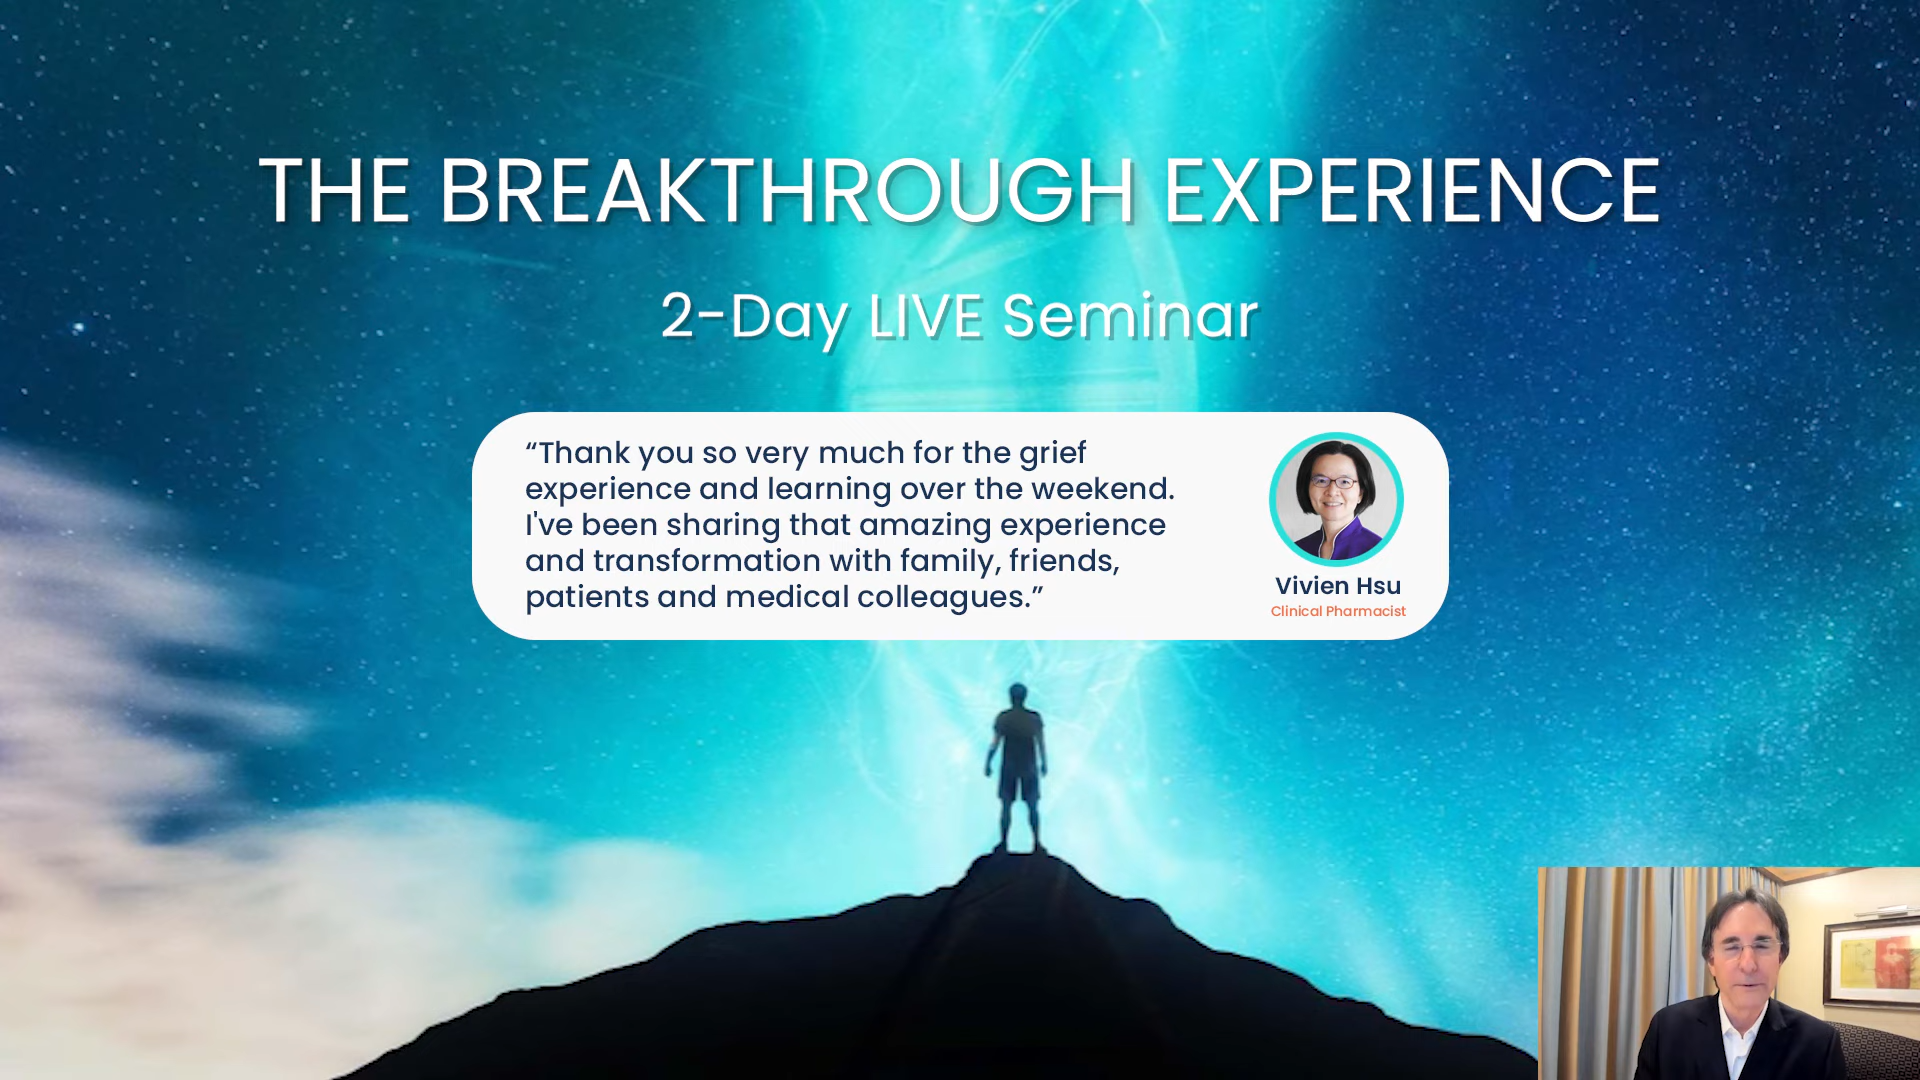 THE BREAKTHROUGH EXPERIENCE
2-Day LIVE Seminar
“Thank you so very much for the grief
experience and learning over the weekend.
I've been sharing that amazing experience
and transformation with family, friends,
patients and medical colleagues.”
Vivien Hsu
Clinical Pharmacist